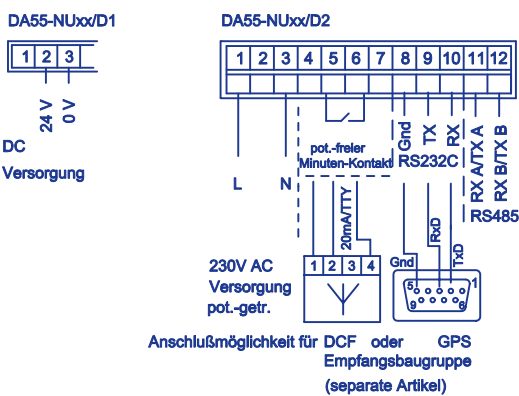 DA55-NUxx/D1
DA55-NUxx/D2
1 2 3
1 2 3 4 5 6 7 8 9 10 11 12
24 V
0 V
DC
Versorgung
L
N
pot.-freier
Minuten-Kontakt
Gnd
TX
RX
RS232C
RX A/TX A
RX B/TX B
RS485
20mA/TTY
RxD
TxD
Gnd
230V AC
Versorgung
pot.-getr.
1 2 3 4
5 1
9 6
Anschlußmöglichkeit für DCF oder GPS
Empfangsbaugruppe
(separate Artikel)